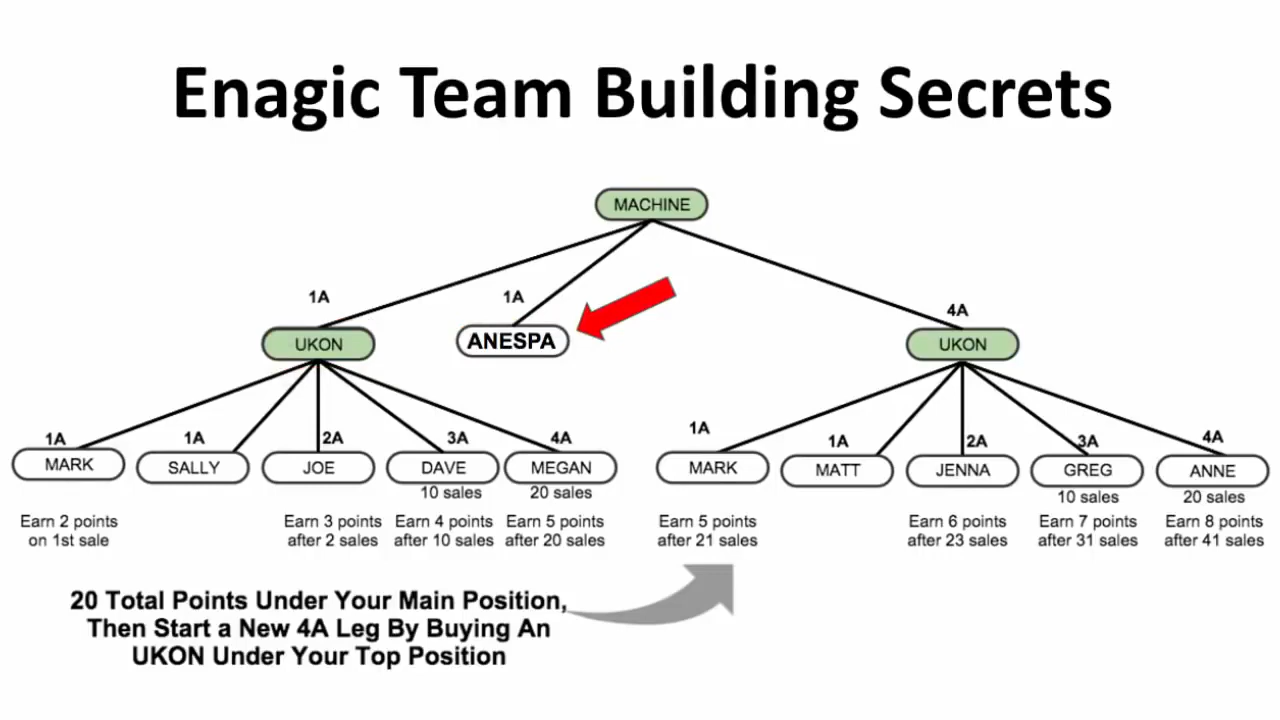 Enagic Team Building Secrets
MACHINE
1A
1A
4A
UKON
ANESPA
UKON
1A
1A
2A
3A
4A
1A
1A
2A
3A
4A
MARK
SALLY
JOE
DAVE
MEGAN
MARK
MATT
JENNA
GREG
ANNE
10 sales
20 sales
10 sales
20 sales
Earn 2 points
on 1st sale
Earn 3 points
after 2 sales
Earn 4 points
after 10 sales
Earn 5 points
after 20 sales
Earn 5 points
after 21 sales
Earn 6 points
after 23 sales
Earn 7 points
after 31 sales
Earn 8 points
after 41 sales
20 Total Points Under Your Main Position,
Then Start a New 4A Leg By Buying An
UKON Under Your Top Position